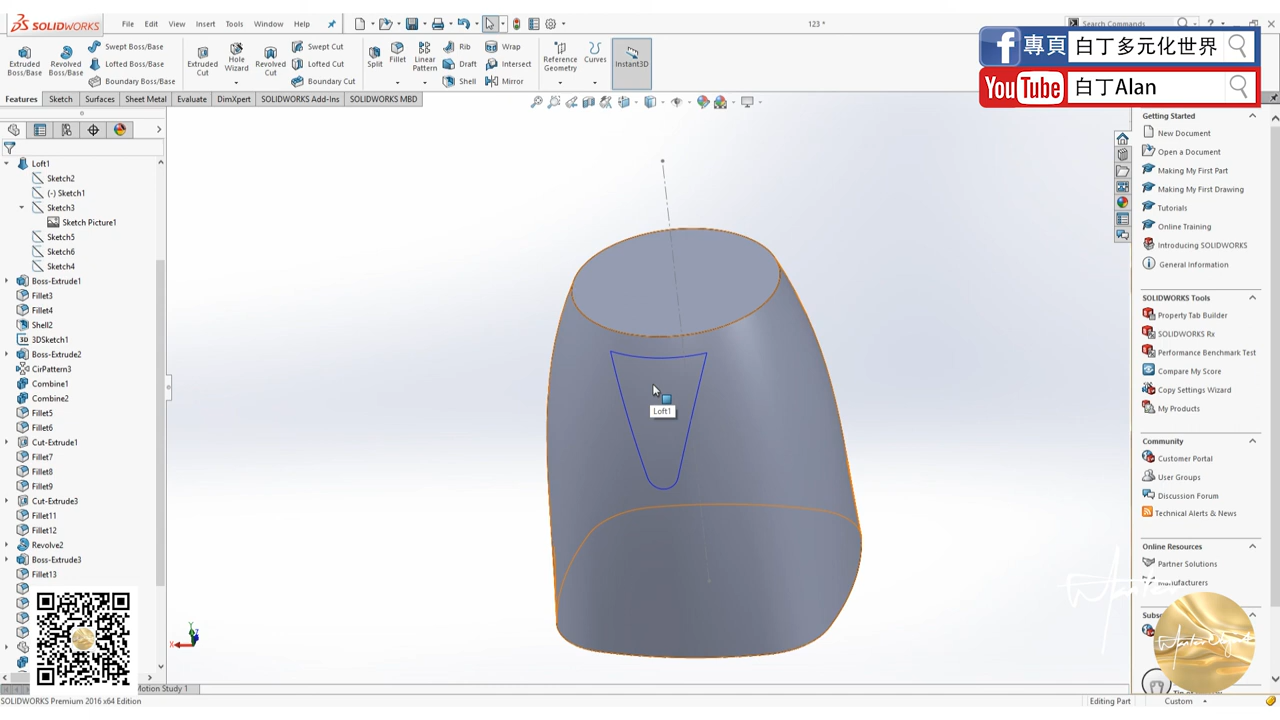 SOLIDWORKS
File Edit View Insert Tools Window Help
123 *
Search Commands
Extruded Boss/Base
Revolved Boss/Base
Swept Boss/Base
Lofted Boss/Base
Boundary Boss/Base
Extruded Cut
Hole Wizard
Revolved Cut
Swept Cut
Lofted Cut
Boundary Cut
Split
Fillet
Linear Pattern
Rib
Draft
Shell
Wrap
Intersect
Mirror
Reference Geometry
Curves
Instant3D
f 專頁 白丁多元化世界
YouTube 白丁Alan
Features Sketch Surfaces Sheet Metal Evaluate DimXpert SOLIDWORKS Add-Ins SOLIDWORKS MBD
Loft1
Sketch2
(-) Sketch1
Sketch3
Sketch Picture1
Sketch5
Sketch6
Sketch4
Boss-Extrude1
Fillet3
Fillet4
Shell2
3D 3DSketch1
Boss-Extrude2
CirPattern3
Combine1
Combine2
Fillet5
Fillet6
Cut-Extrude1
Fillet7
Fillet8
Fillet9
Cut-Extrude3
Fillet11
Fillet12
Revolve2
Boss-Extrude3
Fillet13
Loft1
Y
X
Z
Getting Started
New Document
Open a Document
Making My First Part
Making My First Drawing
Tutorials
Online Training
Introducing SOLIDWORKS
General Information
SOLIDWORKS Tools
Property Tab Builder
SOLIDWORKS Rx
Performance Benchmark Test
Compare My Score
Copy Settings Wizard
My Products
Community
Customer Portal
User Groups
Discussion Forum
Technical Alerts & News
Online Resources
Partner Solutions
Manufacturers
Motion Study 1
SOLIDWORKS Premium 2016 x64 Edition
Editing Part
Custom